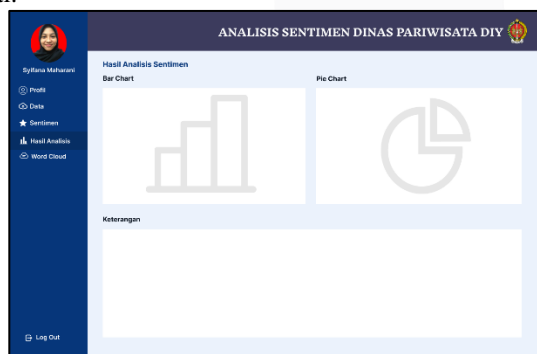 ANALISIS SENTIMEN DINAS PARIWISATA DIY
Syifana Maharani
Profil
Data
Sentimen
Hasil Analisis
Word Cloud
Log Out
Hasil Analisis Sentimen
Bar Chart
Pie Chart
Keterangan